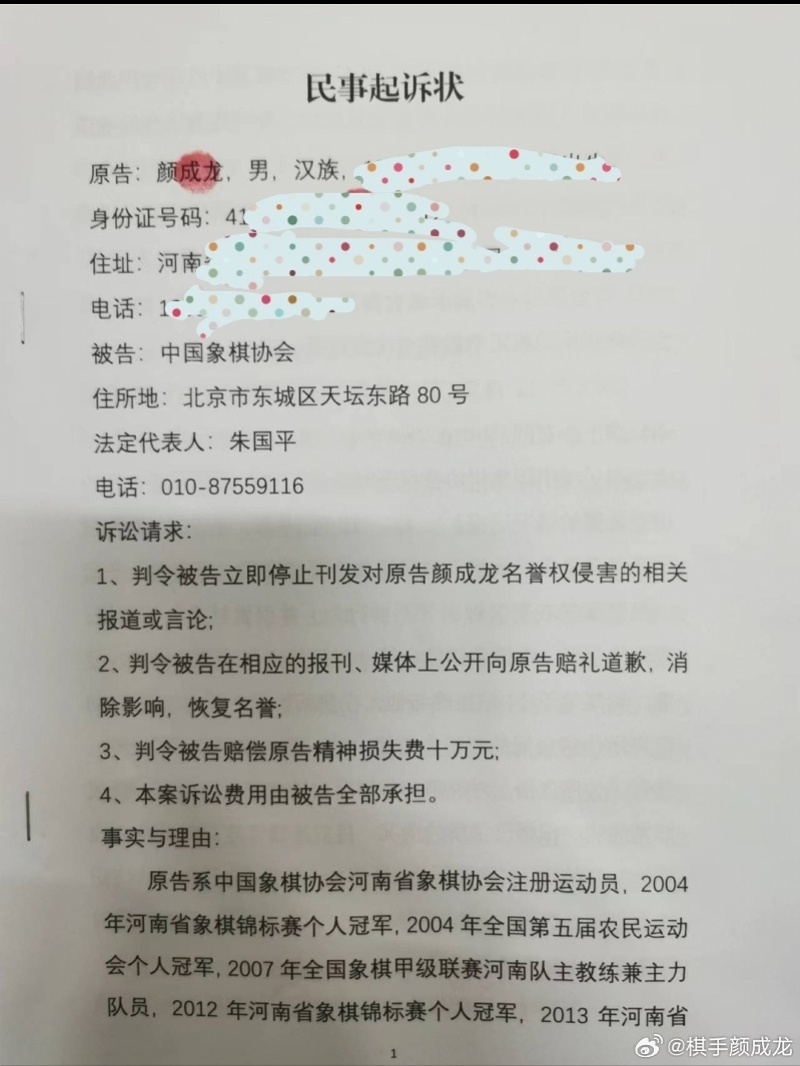 民事起诉状
原告：颜成龙，男，汉族，
身份证号码：41
住址：河南
电话：1
被告：中国象棋协会
住所地：北京市东城区天坛东路 80 号
法定代表人：朱国平
电话：010-87559116
诉讼请求：
1、判令被告立即停止刊发对原告颜成龙名誉权侵害的相关
报道或言论;
2、判令被告在相应的报刊、媒体上公开向原告赔礼道歉，消
除影响，恢复名誉;
3、判令被告赔偿原告精神损失费十万元;
4、本案诉讼费用由被告全部承担。
事实与理由：
原告系中国象棋协会河南省象棋协会注册运动员，2004
年河南省象棋锦标赛个人冠军，2004 年全国第五届农民运动
会个人冠军，2007 年全国象棋甲级联赛河南队主教练兼主力
队员，2012 年河南省象棋锦标赛个人冠军，2013 年河南省
1
@棋手颜成龙